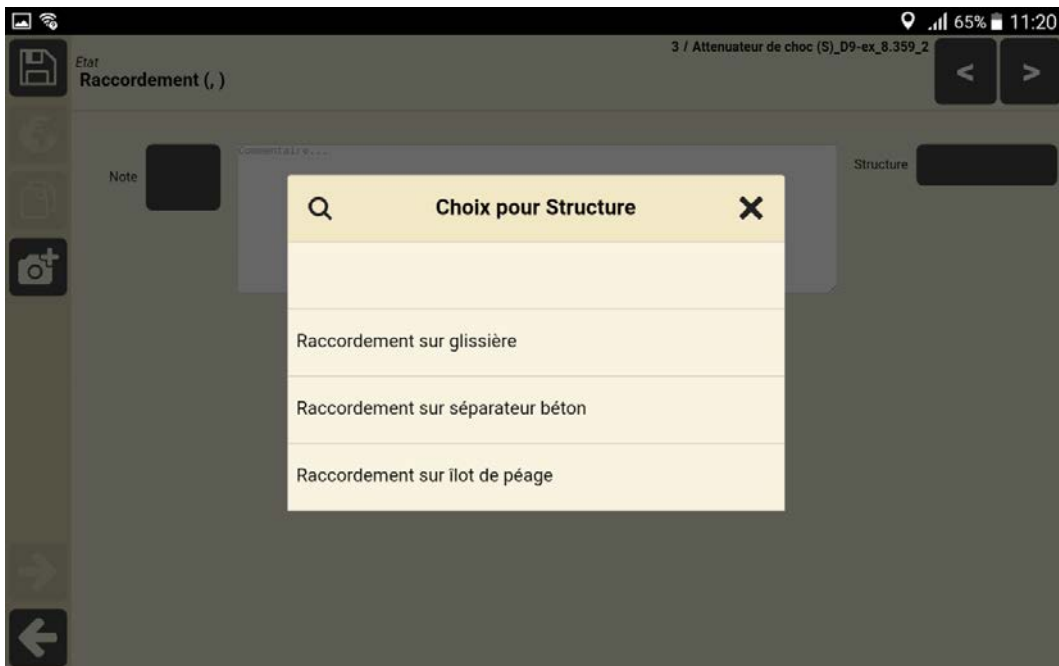 65% 11:20
3 / Attenuateur de choc (S)_D9-ex_8.359_2
Etat
Raccordement (, )
< >
Note
Commentaire...
Structure
Choix pour Structure
Raccordement sur glissière
Raccordement sur séparateur béton
Raccordement sur îlot de péage